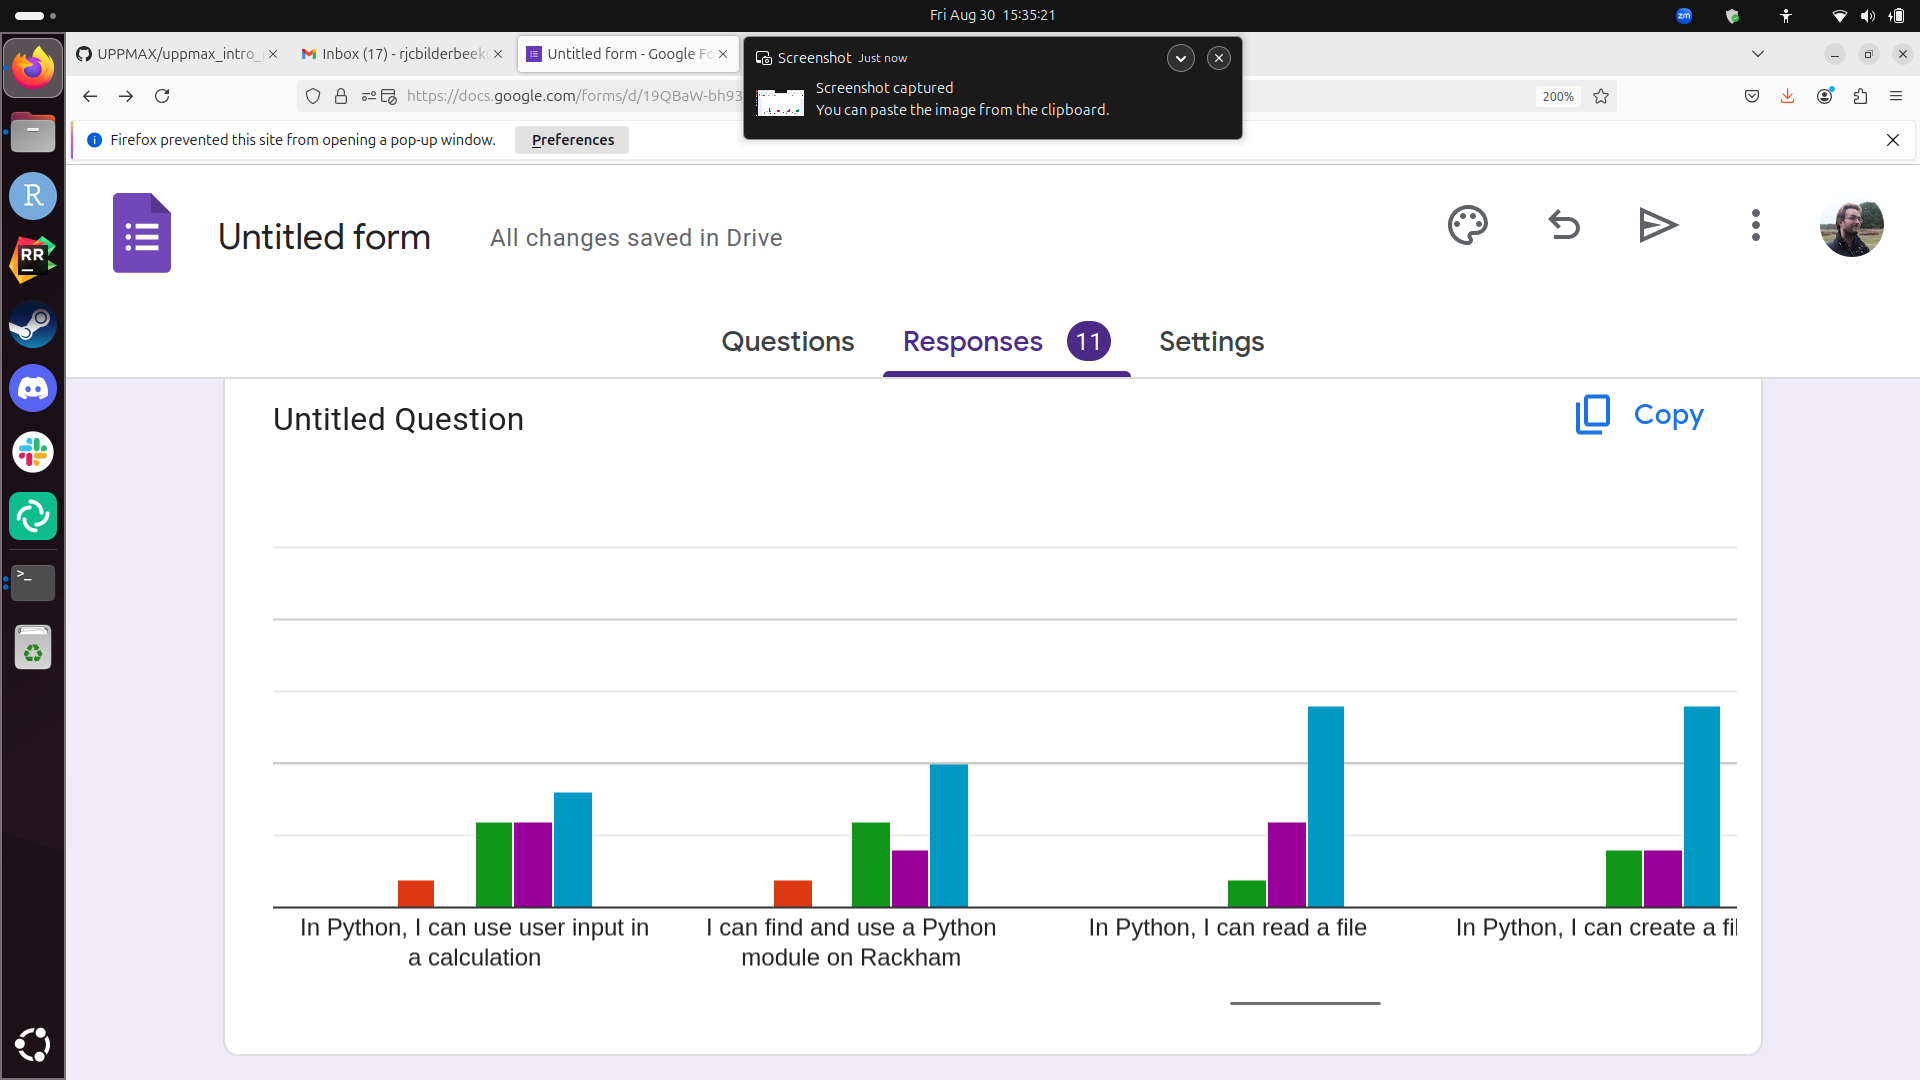 Fri Aug 30 15:35:21
zm
UPPMAX/uppmax_intro_
Inbox (17) - rjcbilderbeek
Untitled form - Google Fo
Screenshot Just now
Screenshot captured
You can paste the image from the clipboard.
https://docs.google.com/forms/d/19QBaW-bh93
200%
Firefox prevented this site from opening a pop-up window.
Preferences
R
RR
>_
Untitled form
All changes saved in Drive
Questions
Responses 11
Settings
Untitled Question
Copy
In Python, I can use user input in
a calculation
I can find and use a Python
module on Rackham
In Python, I can read a file
In Python, I can create a fil